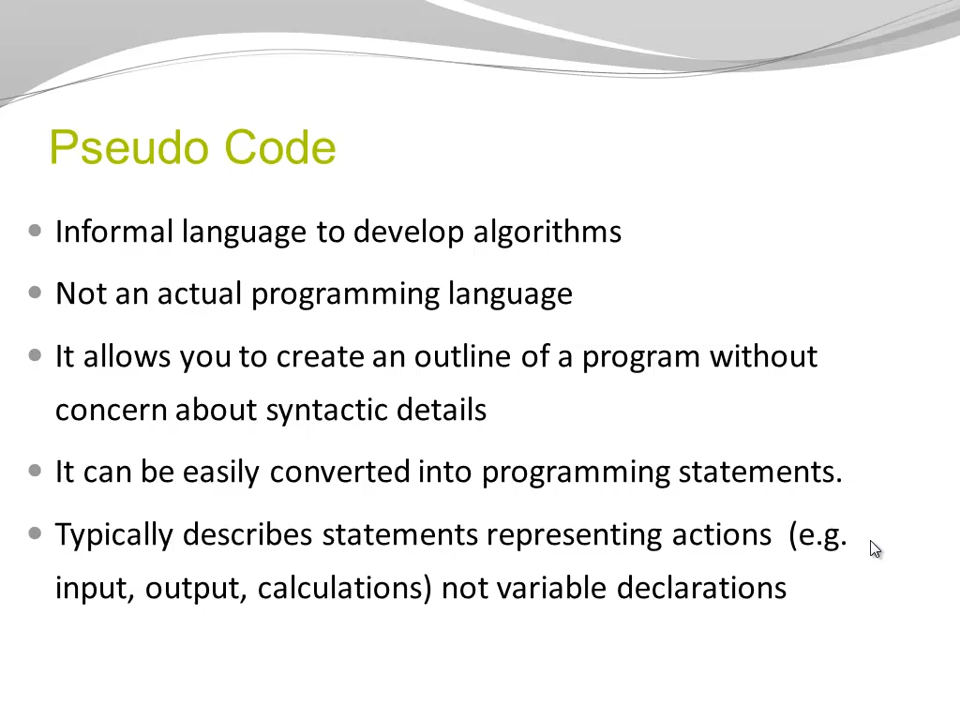 Pseudo Code
• Informal language to develop algorithms
• Not an actual programming language
• It allows you to create an outline of a program without
concern about syntactic details
• It can be easily converted into programming statements.
• Typically describes statements representing actions  (e.g.
input, output, calculations) not variable declarations